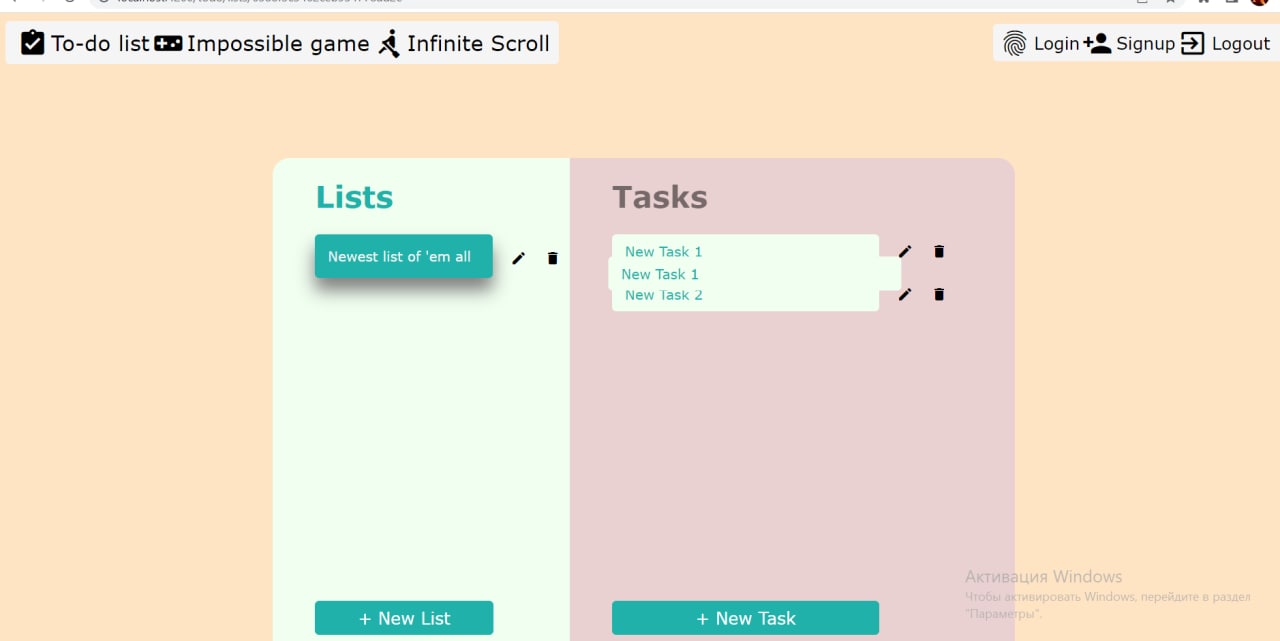 To-do list Impossible game Infinite Scroll
Login Signup Logout
Lists
Tasks
Newest list of 'em all
New Task 1
New Task 1
New Task 2
+ New List
+ New Task
Активация Windows
Чтобы активировать Windows, перейдите в раздел
"Параметры".